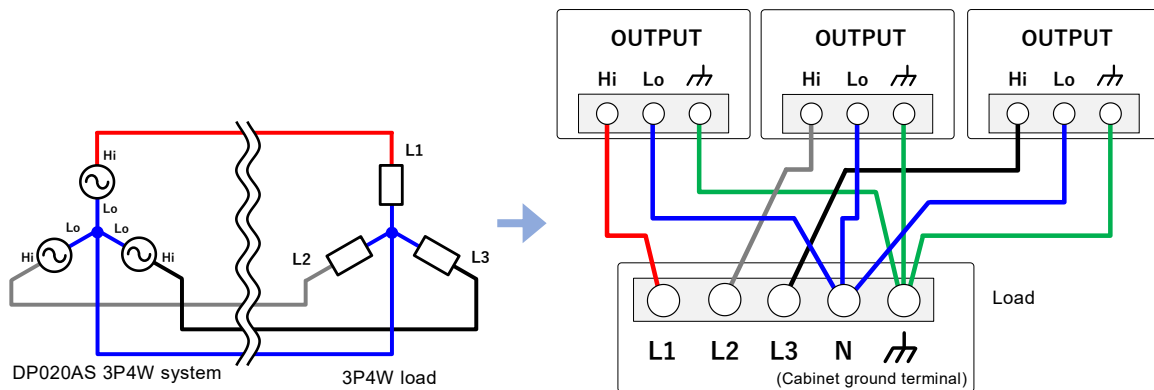 Hi
Lo
Lo
Lo
Hi
Hi
L1
L2
L3
DP020AS 3P4W system
3P4W load
OUTPUT
Hi Lo
OUTPUT
Hi Lo
OUTPUT
Hi Lo
Load
L1 L2 L3 N
(Cabinet ground terminal)